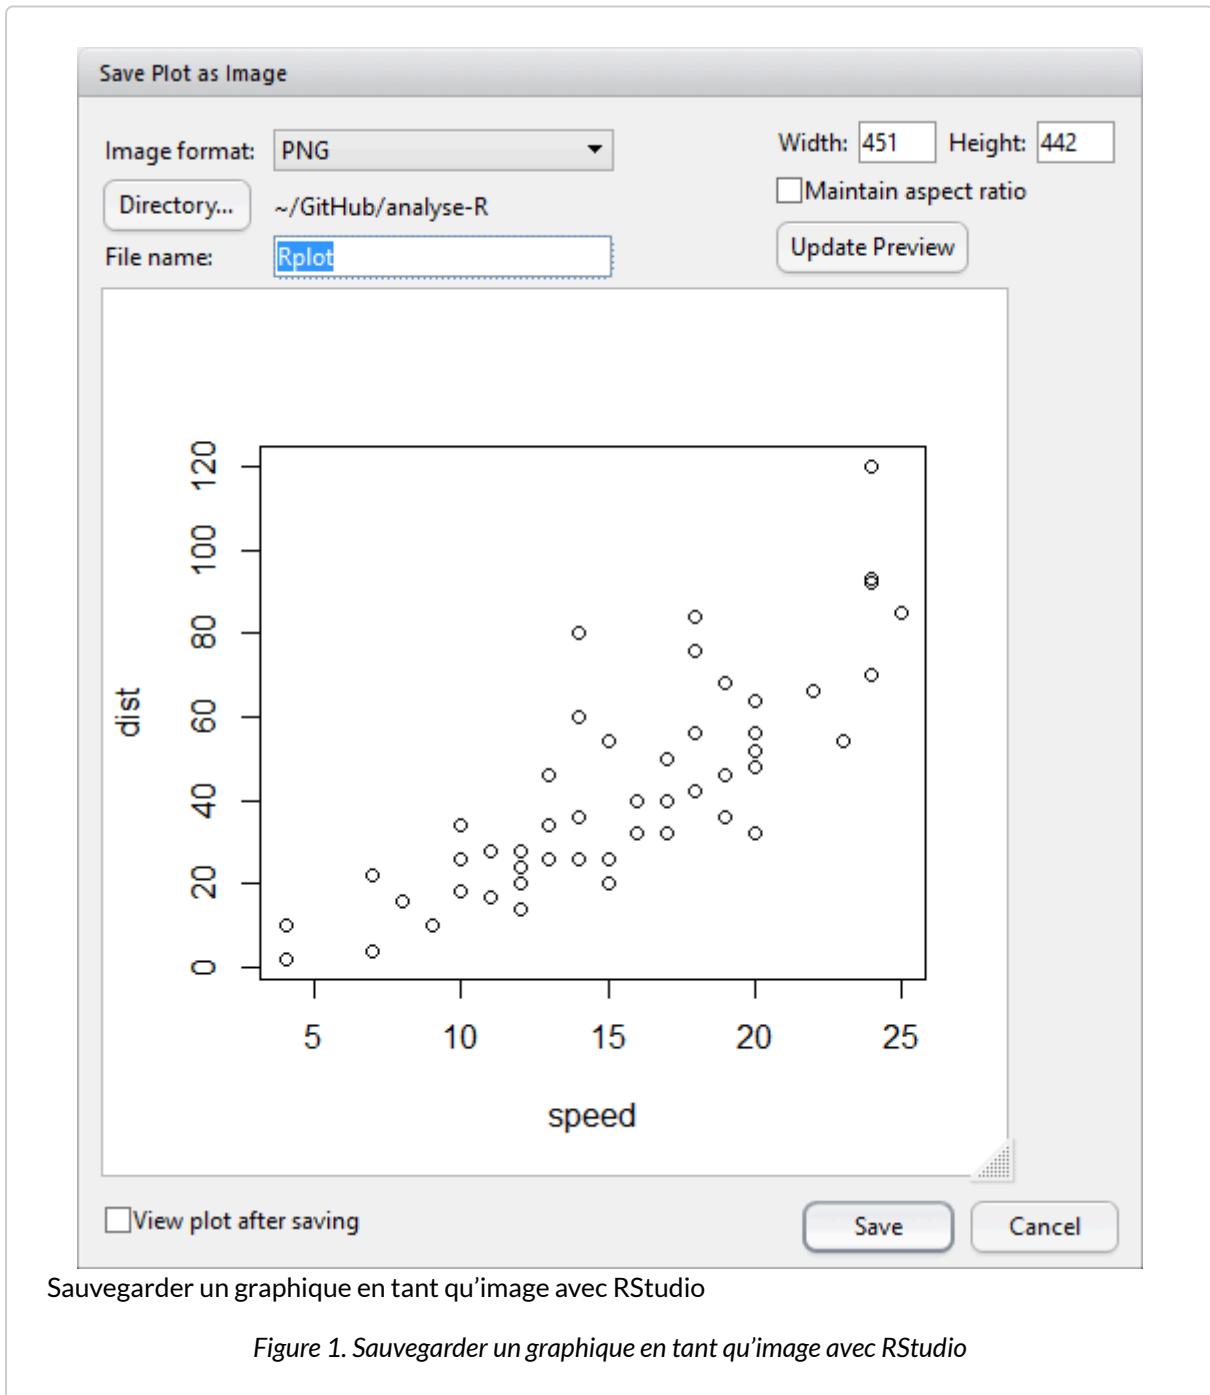 Save Plot as Image
Image format: PNG
Width: 451 Height: 442
Directory... ~/GitHub/analyse-R
Maintain aspect ratio
File name: Rplot
Update Preview
120
100
80
60
40
20
0
dist
5 10 15 20 25
speed
View plot after saving
Save Cancel
Sauvegarder un graphique en tant qu’image avec RStudio
Figure 1. Sauvegarder un graphique en tant qu’image avec RStudio